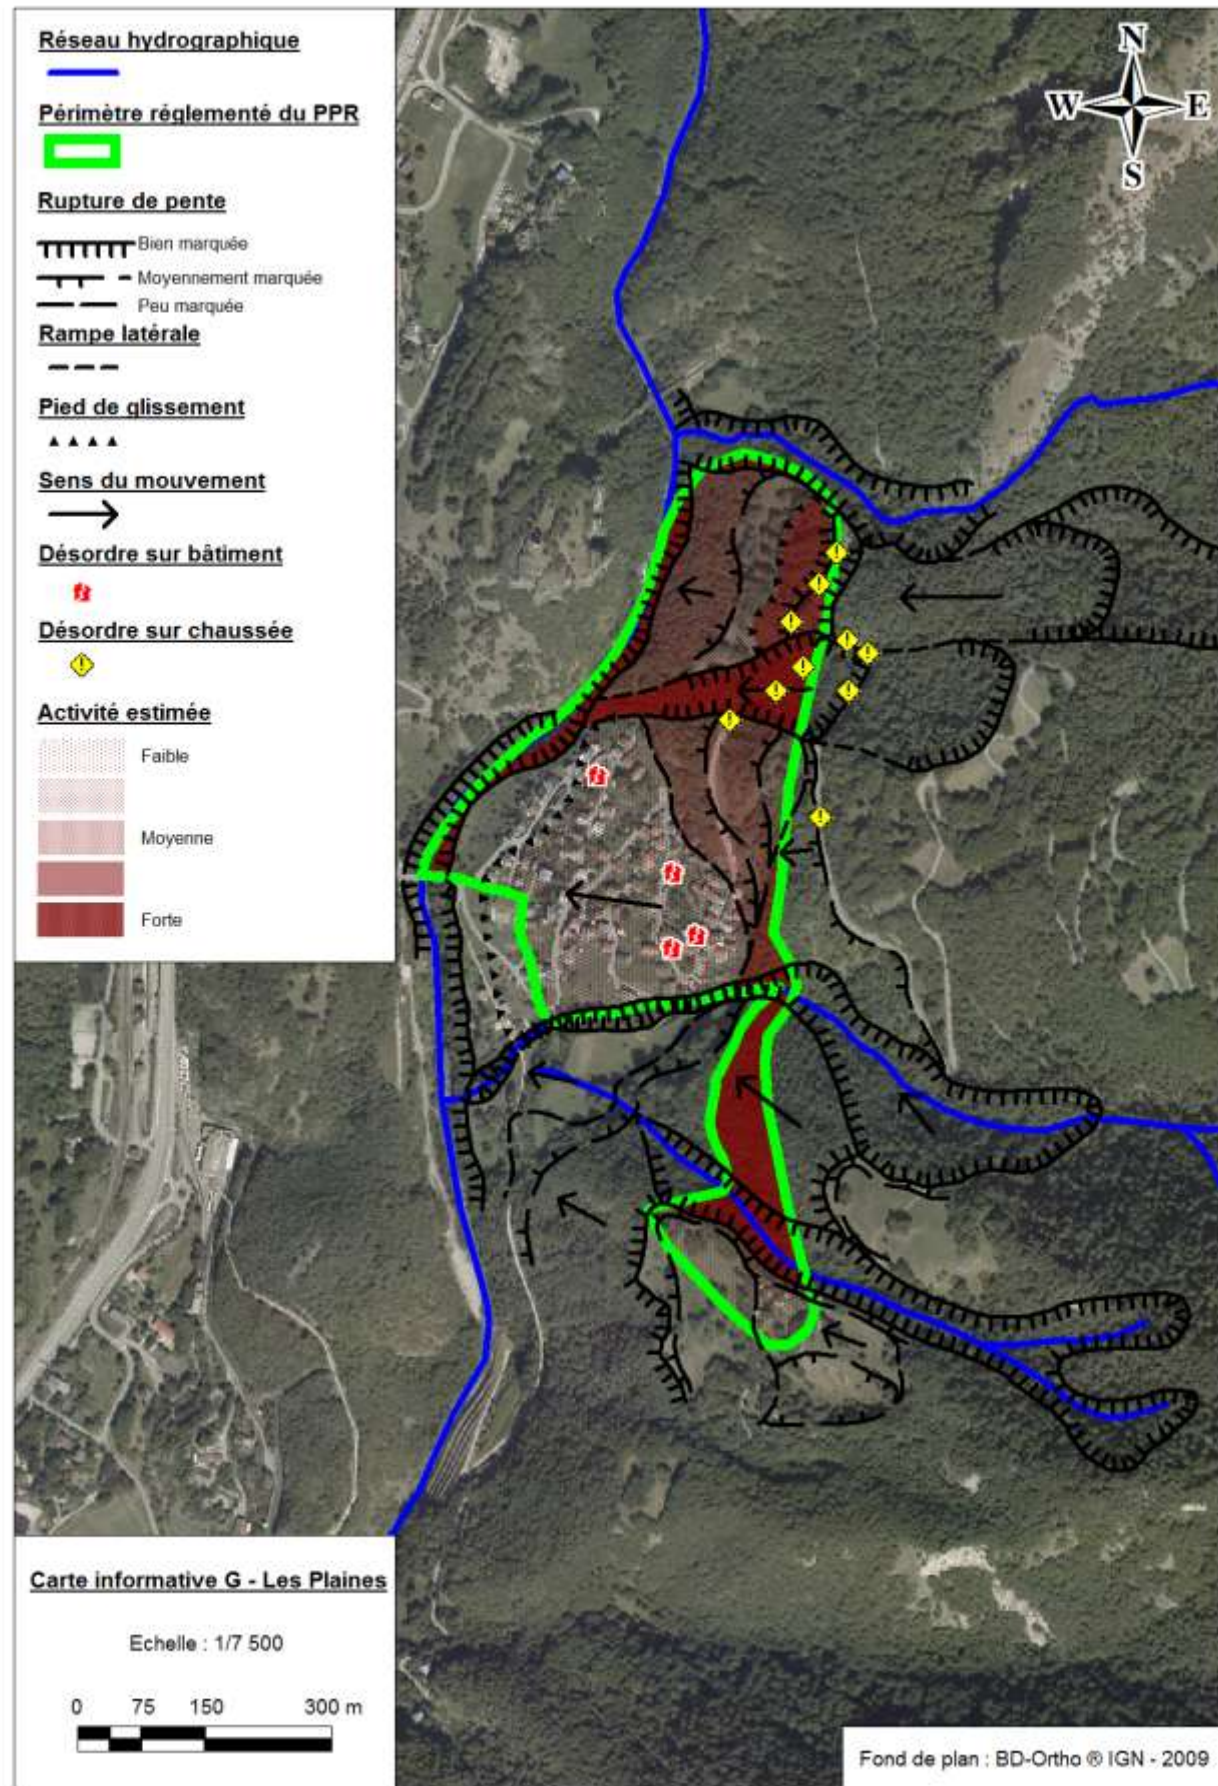 Réseau hydrographique
Périmètre réglementé du PPR
Rupture de pente
Bien marquée
Moyennement marquée
Peu marquée
Rampe latérale
Pied de glissement
Sens du mouvement
Désordre sur bâtiment
Désordre sur chaussée
Activité estimée
Faible
Moyenne
Forte
N
W E
S
Carte informative G - Les Plaines
Echelle : 1/7 500
0 75 150 300 m
Fond de plan : BD-Ortho ® IGN - 2009